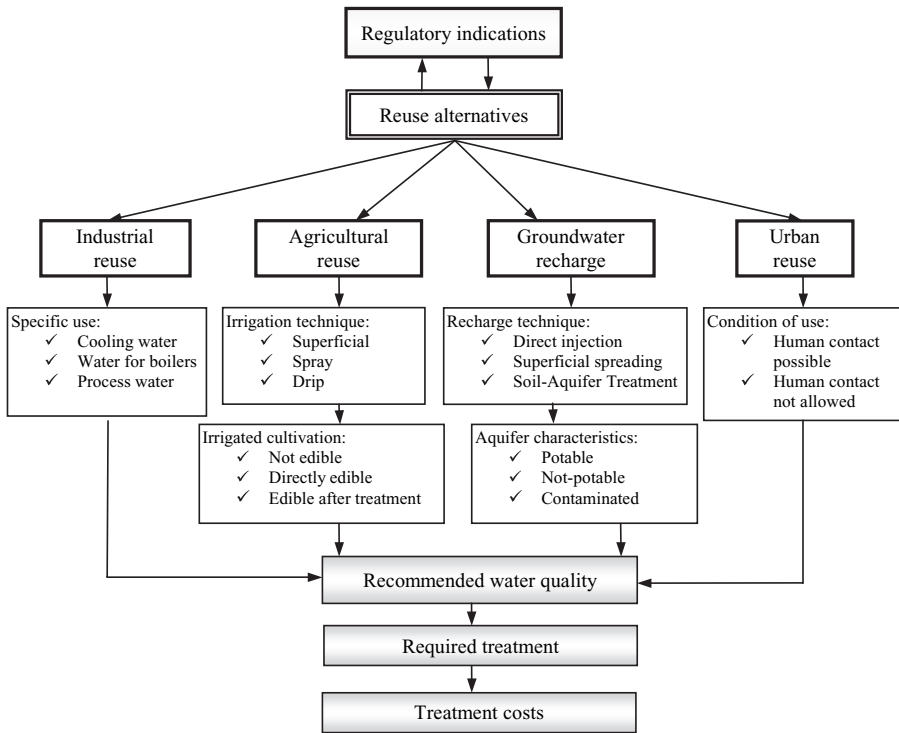 Regulatory indications
Reuse alternatives
Industrial
reuse
Agricultural
reuse
Groundwater
recharge
Urban
reuse
Specific use:
✓ Cooling water
✓ Water for boilers
✓ Process water
Irrigation technique:
✓ Superficial
✓ Spray
✓ Drip
Recharge technique:
✓ Direct injection
✓ Superficial spreading
✓ Soil-Aquifer Treatment
Condition of use:
✓ Human contact
possible
✓ Human contact
not allowed
Irrigated cultivation:
✓ Not edible
✓ Directly edible
✓ Edible after treatment
Aquifer characteristics:
✓ Potable
✓ Not-potable
✓ Contaminated
Recommended water quality
Required treatment
Treatment costs